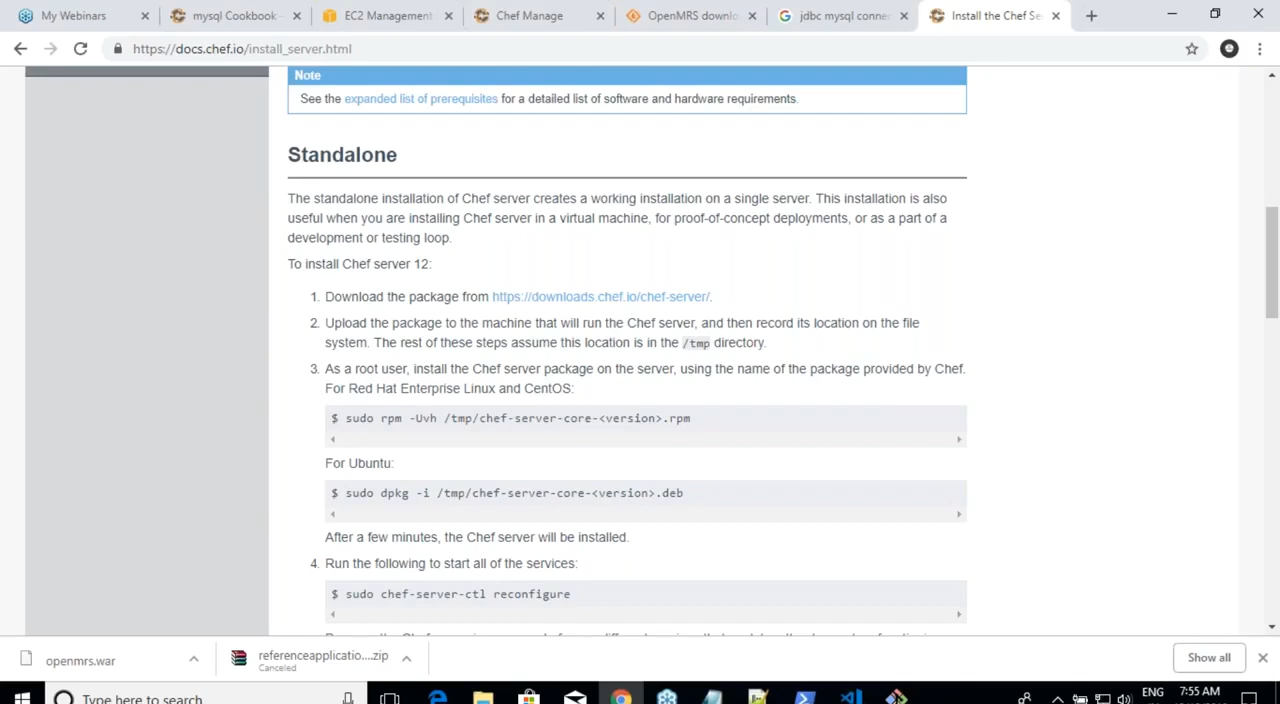 My Webinars
mysql Cookbook -
EC2 Management
Chef Manage
OpenMRS downlo
jdbc mysql conne
Install the Chef Se
https://docs.chef.io/install_server.html
Note
See the expanded list of prerequisites for a detailed list of software and hardware requirements.
Standalone
The standalone installation of Chef server creates a working installation on a single server. This installation is also
useful when you are installing Chef server in a virtual machine, for proof-of-concept deployments, or as a part of a
development or testing loop.
To install Chef server 12:
1. Download the package from https://downloads.chef.io/chef-server/.
2. Upload the package to the machine that will run the Chef server, and then record its location on the file
system. The rest of these steps assume this location is in the /tmp directory.
3. As a root user, install the Chef server package on the server, using the name of the package provided by Chef.
For Red Hat Enterprise Linux and CentOS:
$ sudo rpm -Uvh /tmp/chef-server-core-<version>.rpm
For Ubuntu:
$ sudo dpkg -i /tmp/chef-server-core-<version>.deb
After a few minutes, the Chef server will be installed.
4. Run the following to start all of the services:
$ sudo chef-server-ctl reconfigure
openmrs.war
referenceapplicatio....zip
Canceled
Show all
Type here to search
ENG
7:55 AM